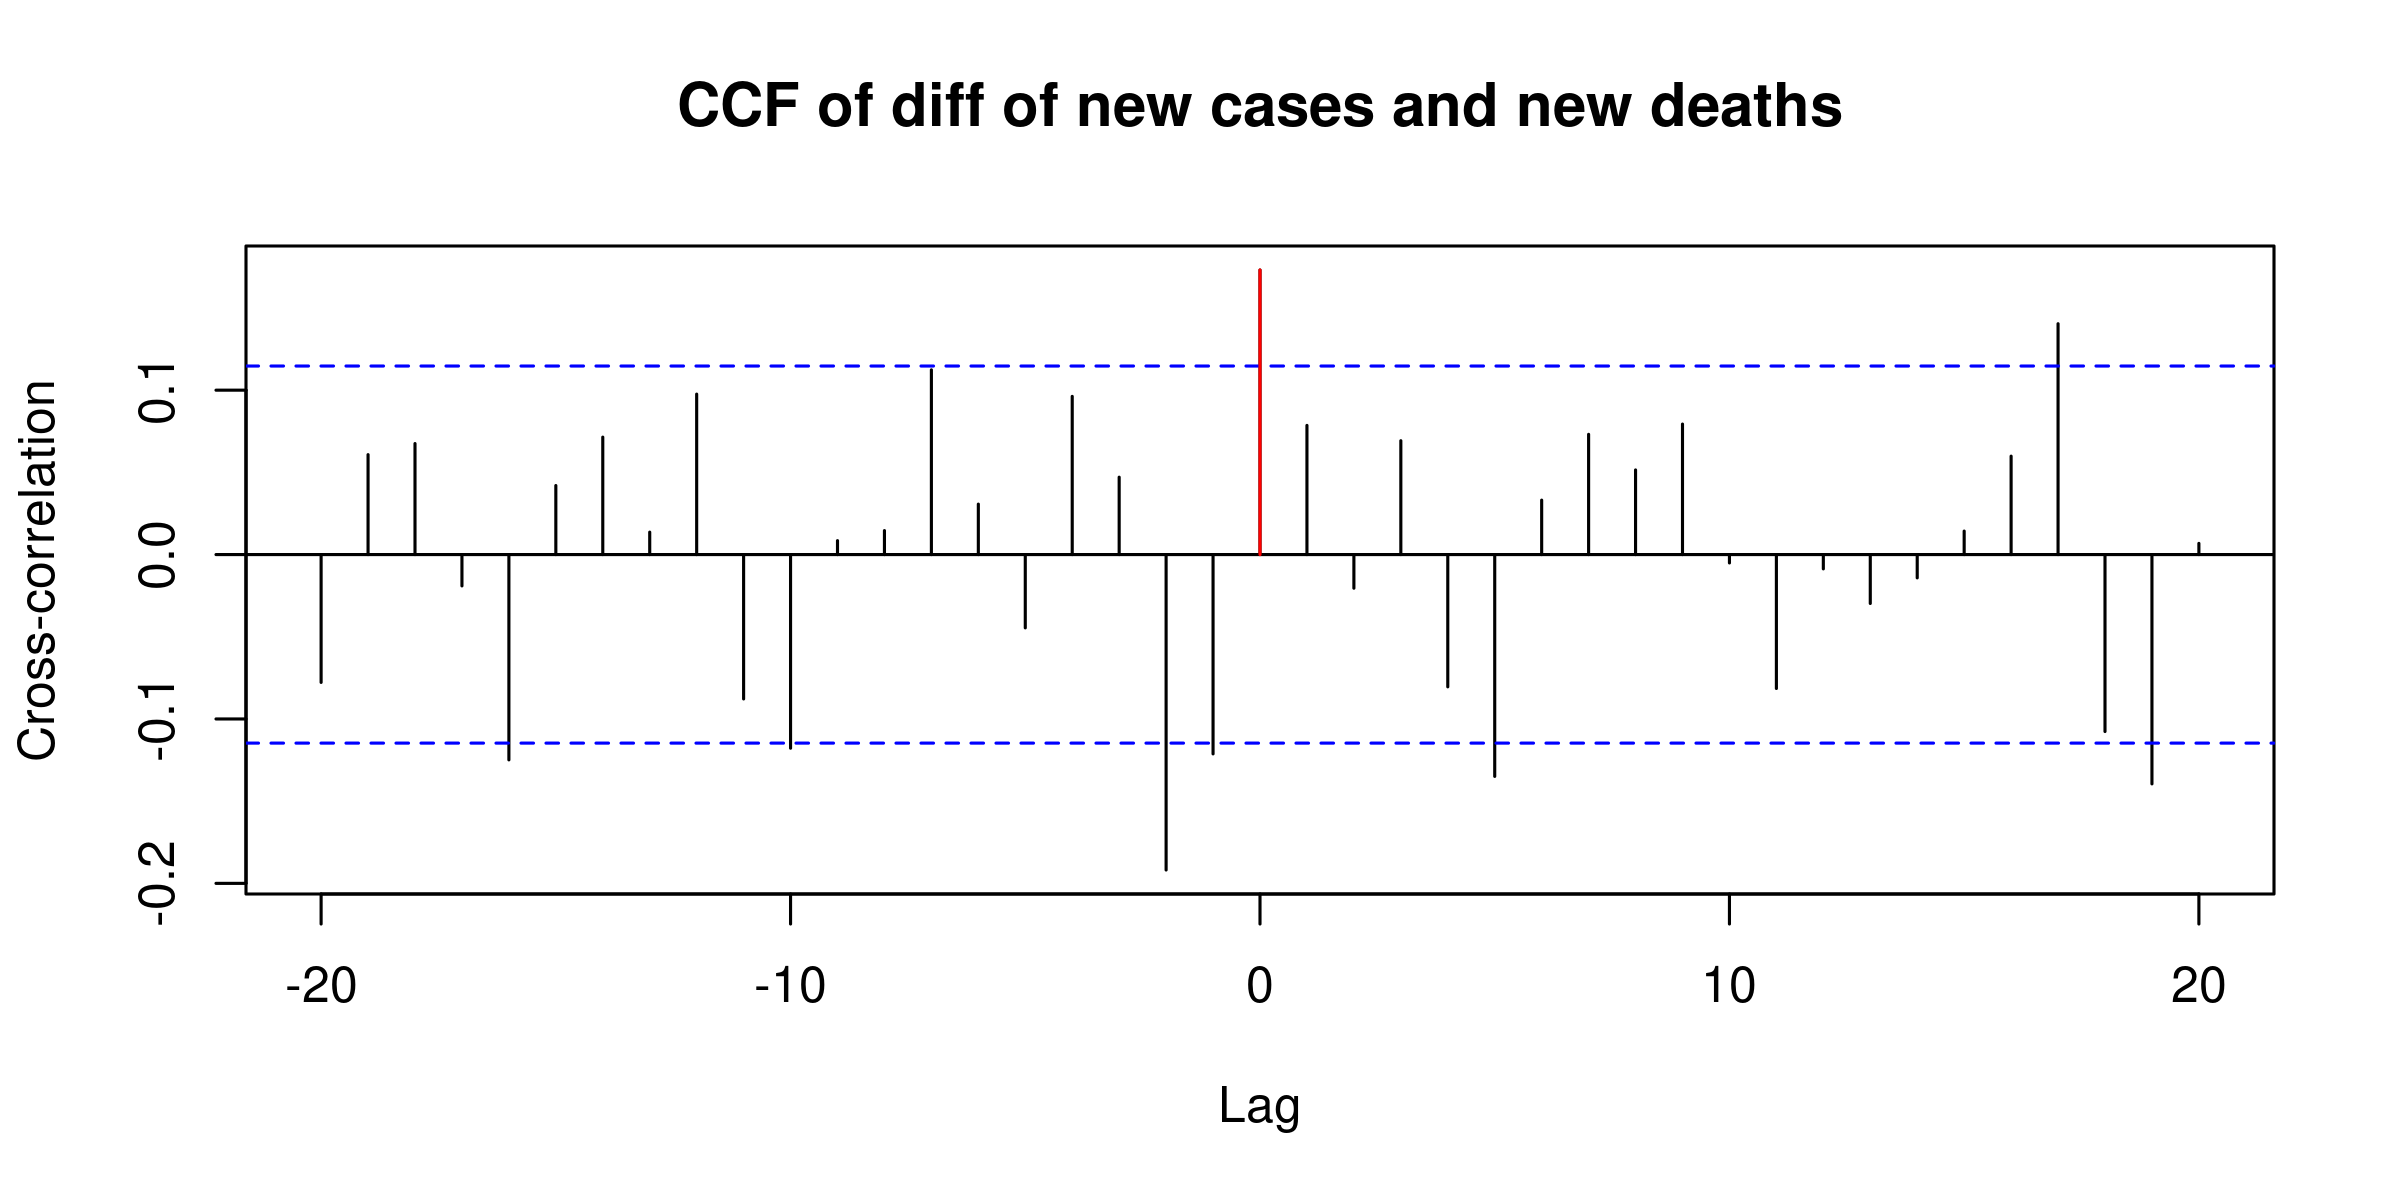 CCF of diff of new cases and new deaths
Cross-correlation
0.1
0.0
-0.1
-0.2
-20 -10 0 10 20
Lag